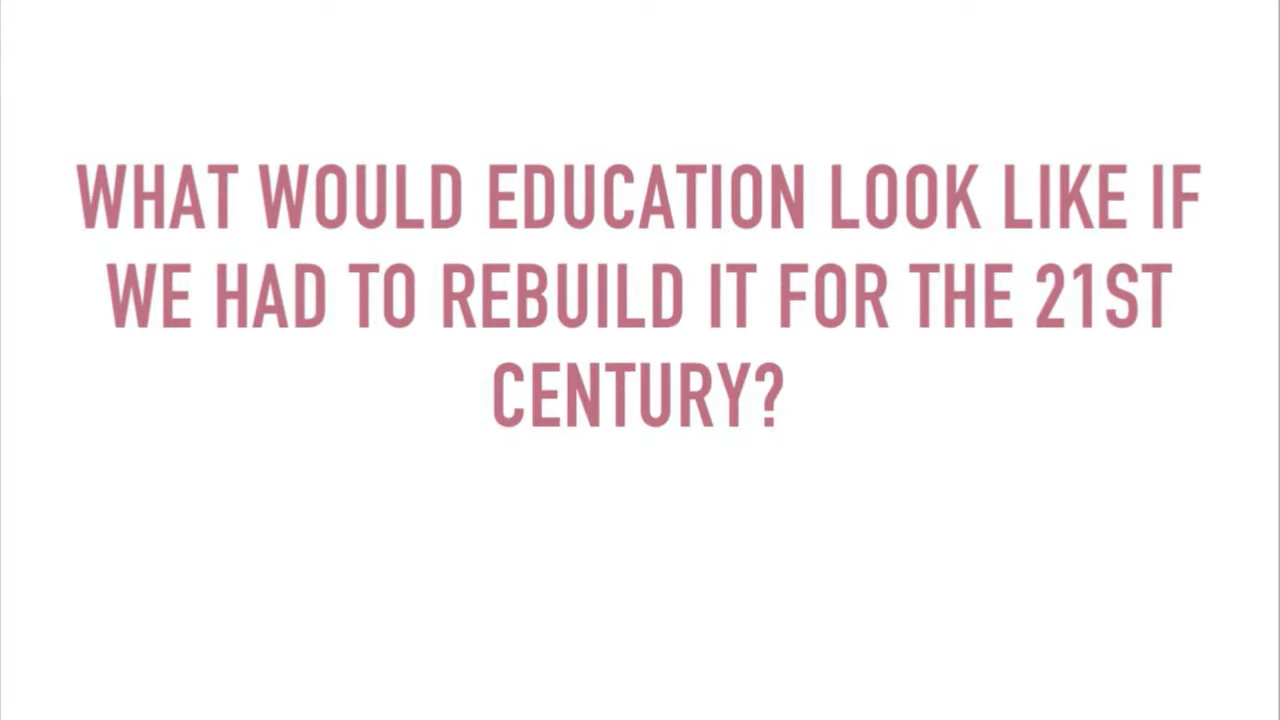 WHAT WOULD EDUCATION LOOK LIKE IF
WE HAD TO REBUILD IT FOR THE 21ST
CENTURY?